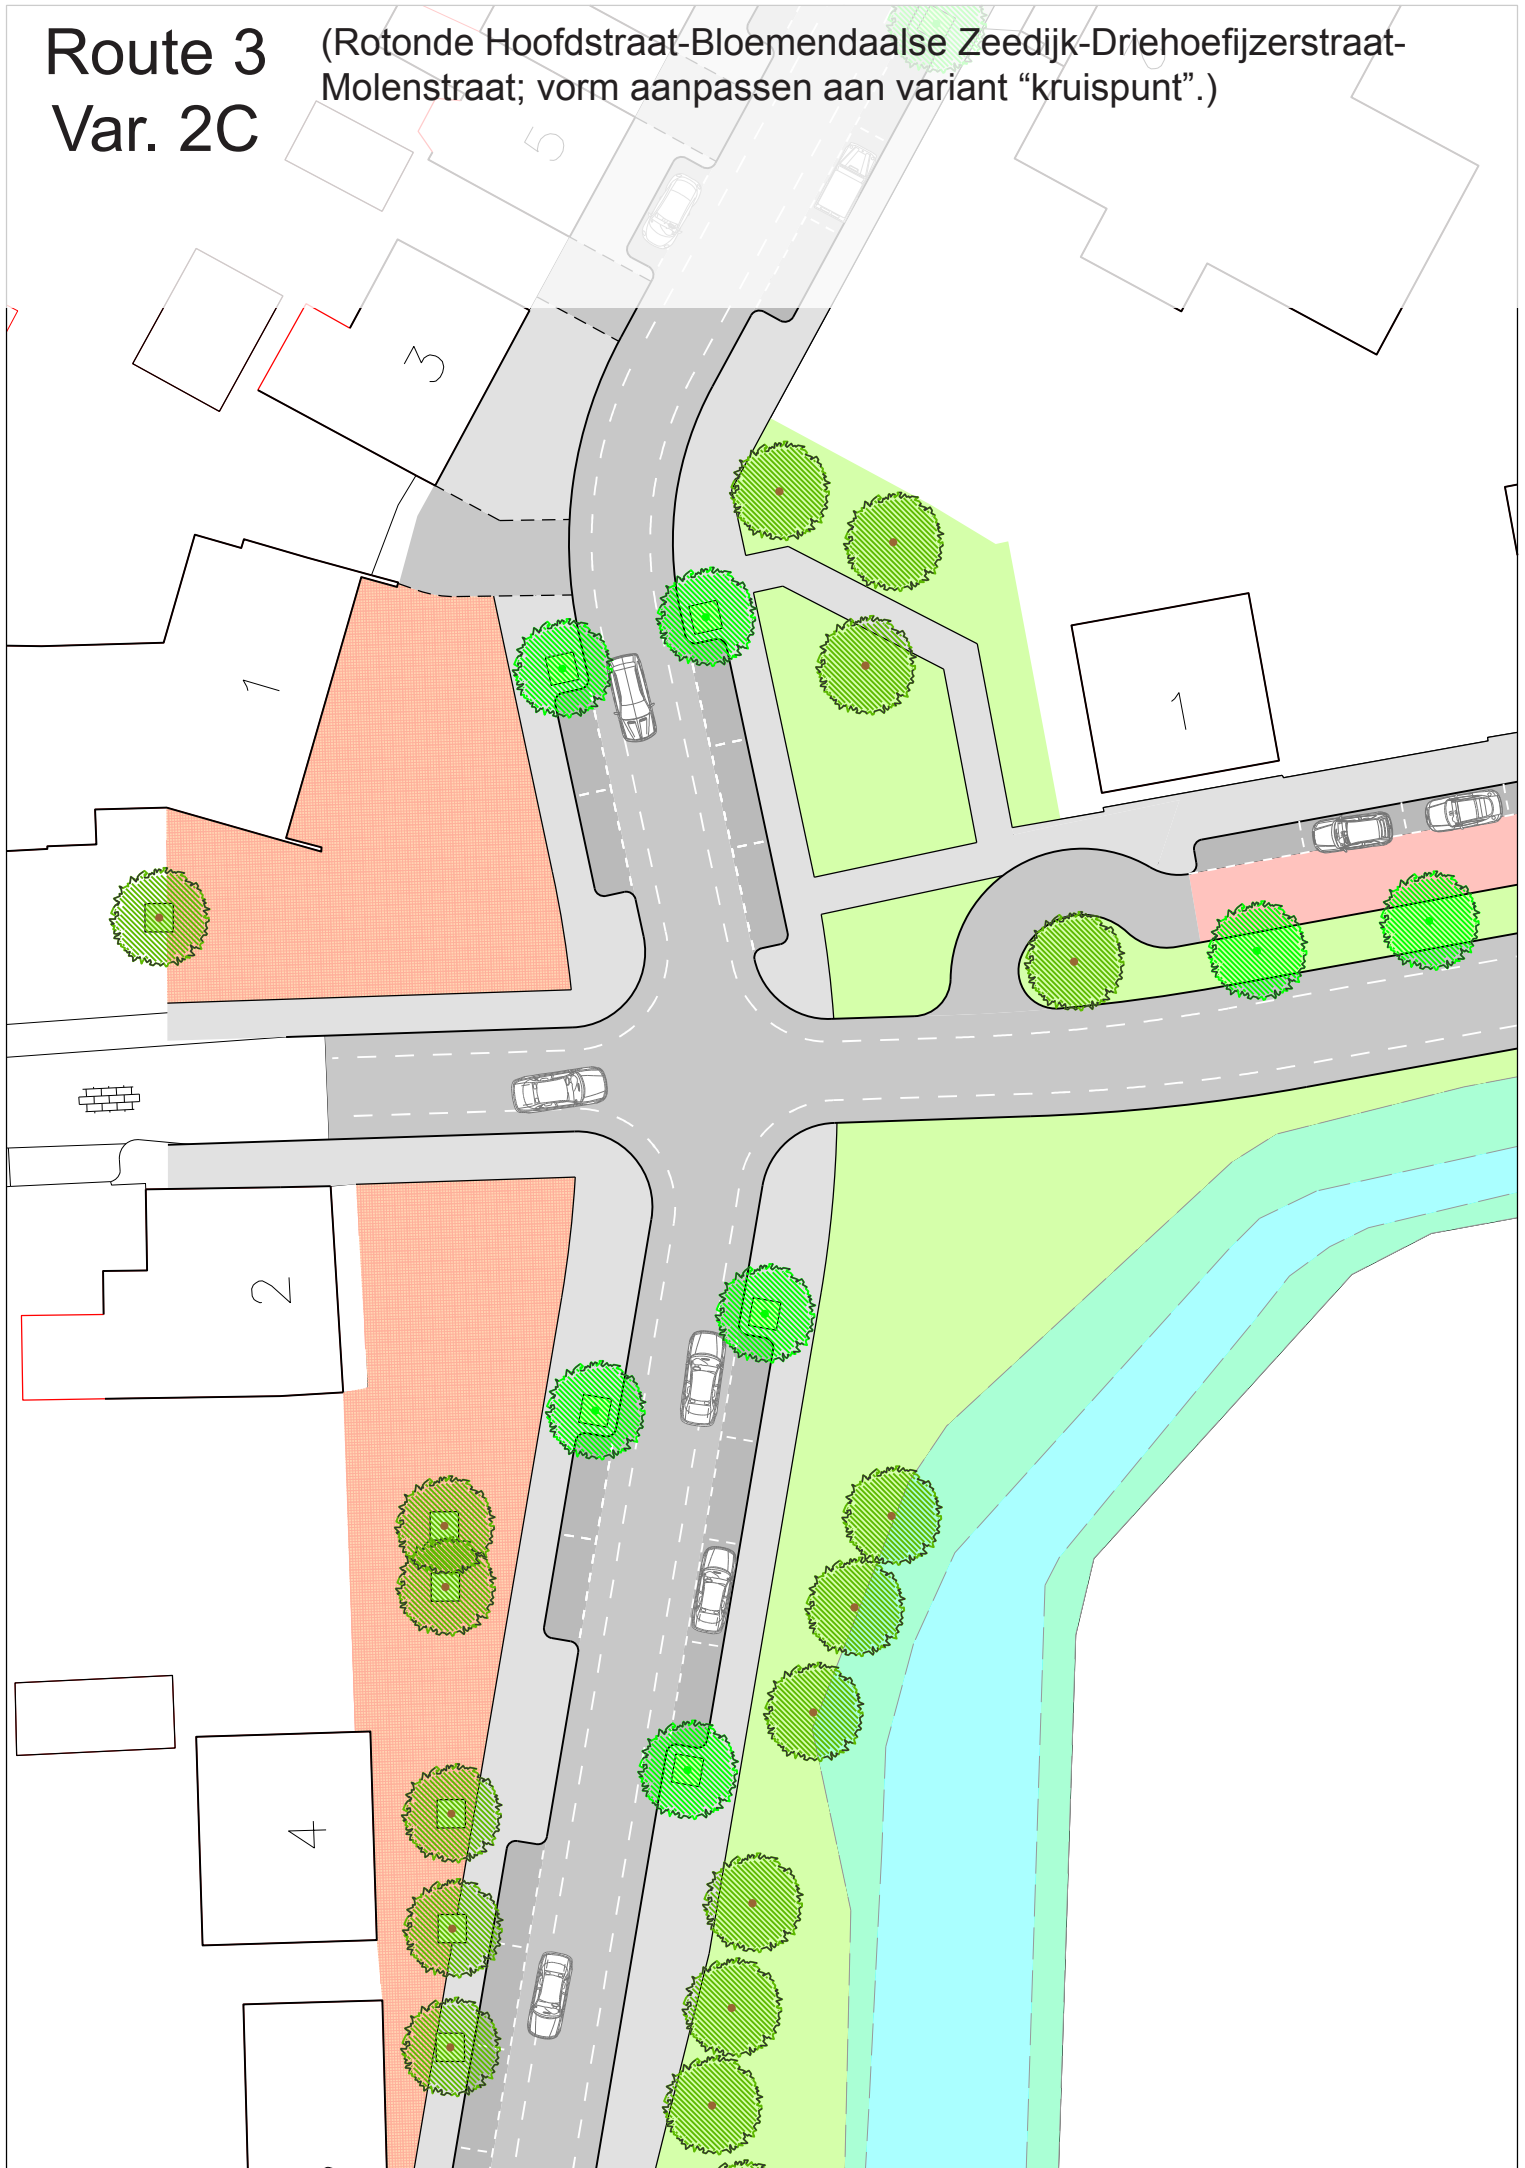 Route 3
Var. 2C
(Rotonde Hoofdstraat-Bloemendaalse Zeedijk-Driehoefijzerstraat-
Molenstraat; vorm aanpassen aan variant “kruispunt”.)
5
3
1
1
2
4